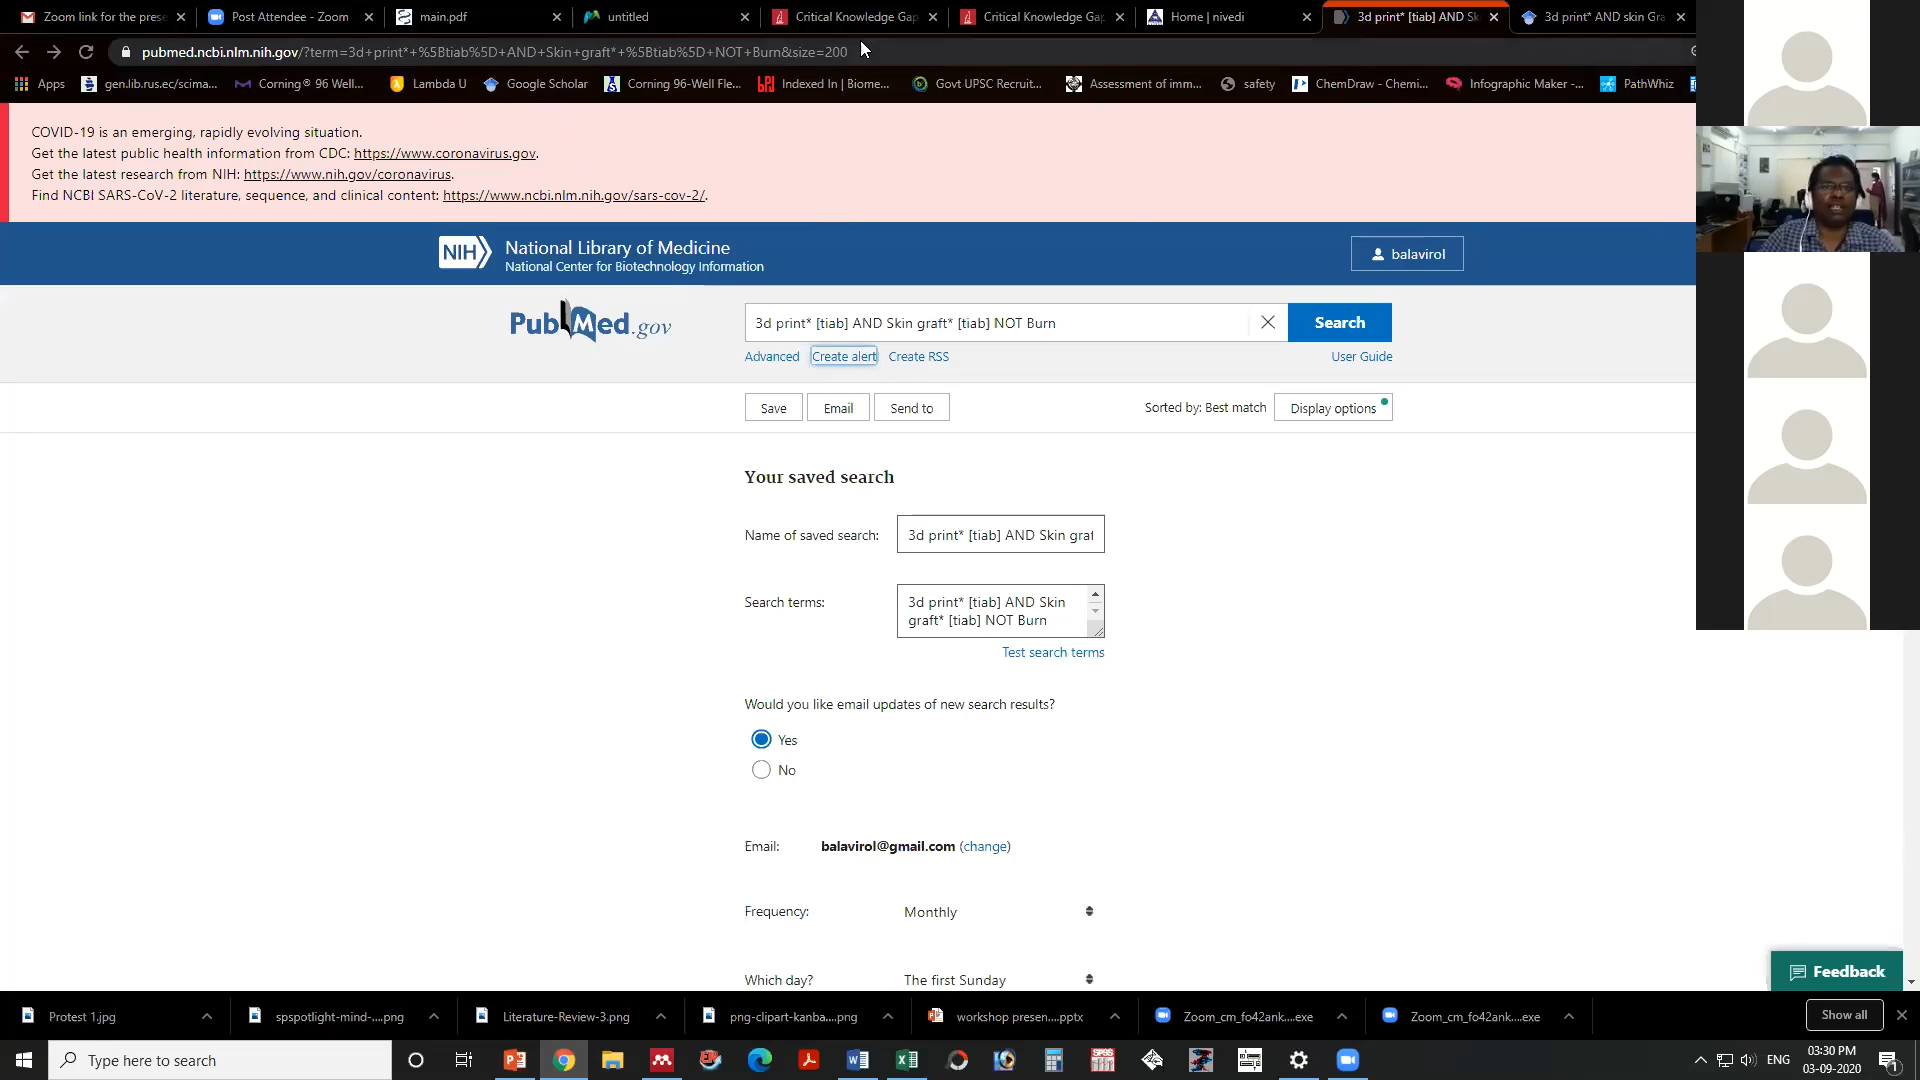 Zoom link for the prese
Post Attendee - Zoom
main.pdf
untitled
Critical Knowledge Gap
Critical Knowledge Gap
Home | nivedi
3d print* [tiab] AND Sk
3d print* AND skin Gra
pubmed.ncbi.nlm.nih.gov/?term=3d+print*+%5Btiab%5D+AND+Skin+graft*+%5Btiab%5D+NOT+Burn&size=200
Apps
gen.lib.rus.ec/scima...
Corning® 96 Well...
Lambda U
Google Scholar
Corning 96-Well Fle...
Indexed In | Biome...
Govt UPSC Recruit...
Assessment of imm...
safety
ChemDraw - Chemi...
Infographic Maker -...
PathWhiz
COVID-19 is an emerging, rapidly evolving situation.
Get the latest public health information from CDC: https://www.coronavirus.gov.
Get the latest research from NIH: https://www.nih.gov/coronavirus.
Find NCBI SARS-CoV-2 literature, sequence, and clinical content: https://www.ncbi.nlm.nih.gov/sars-cov-2/.
NIH
National Library of Medicine
National Center for Biotechnology Information
balavirol
PubMed.gov
3d print* [tiab] AND Skin graft* [tiab] NOT Burn
Search
Advanced
Create alert
Create RSS
User Guide
Save
Email
Send to
Sorted by: Best match
Display options
Your saved search
Name of saved search:
3d print* [tiab] AND Skin graf
Search terms:
3d print* [tiab] AND Skin
graft* [tiab] NOT Burn
Test search terms
Would you like email updates of new search results?
Yes
No
Email:
balavirol@gmail.com (change)
Frequency:
Monthly
Which day?
The first Sunday
Feedback
Protest 1.jpg
spspotlight-mind-....png
Literature-Review-3.png
png-clipart-kanba....png
workshop presen....pptx
Zoom_cm_fo42ank....exe
Zoom_cm_fo42ank....exe
Show all
Type here to search
ENG
03:30 PM
03-09-2020
1